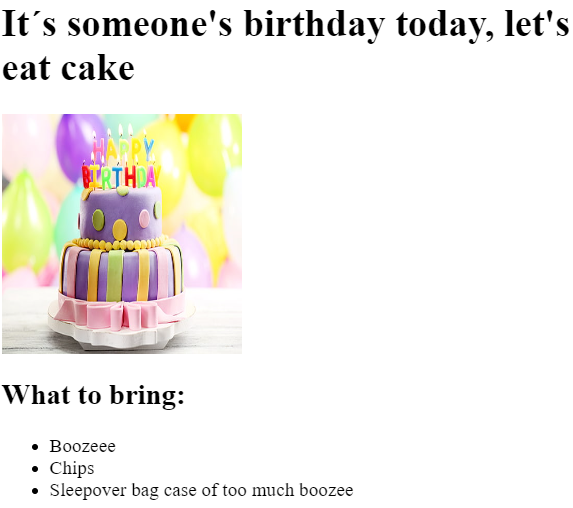 It´s someone's birthday today, let's
eat cake
HAPPY
BIRTHDAY
What to bring:
Boozeee
Chips
Sleepover bag case of too much boozee